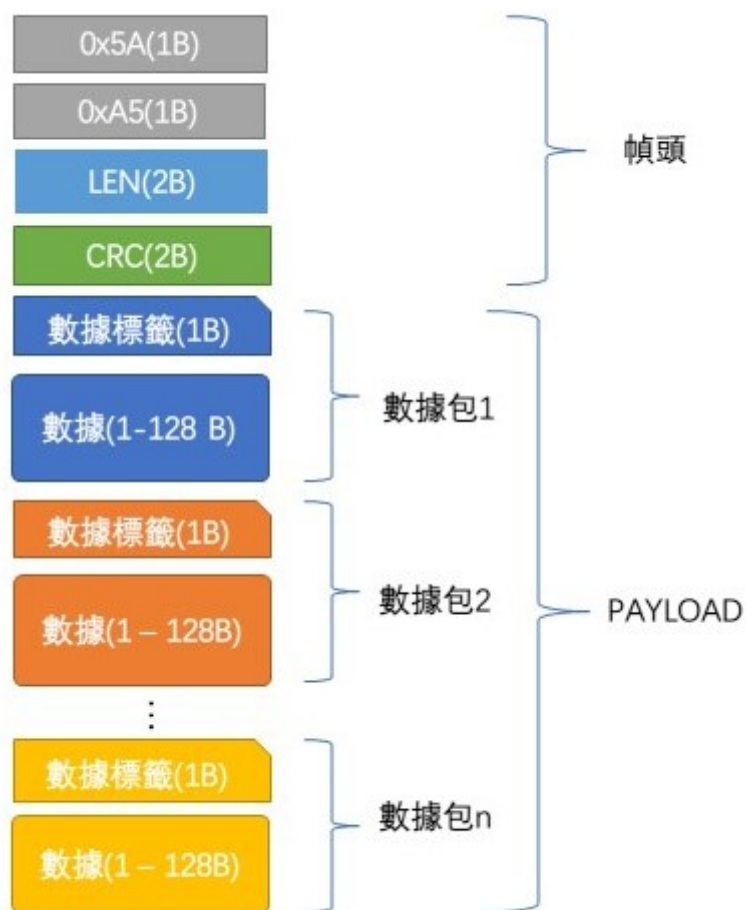 0x5A(1B)
0xA5(1B)
LEN(2B)
CRC(2B)
幀頭
數據標籤(1B)
數據(1-128 B)
數據包1
數據標籤(1B)
數據(1 – 128B)
數據包2
PAYLOAD
⋮
數據標籤(1B)
數據(1 – 128B)
數據包n